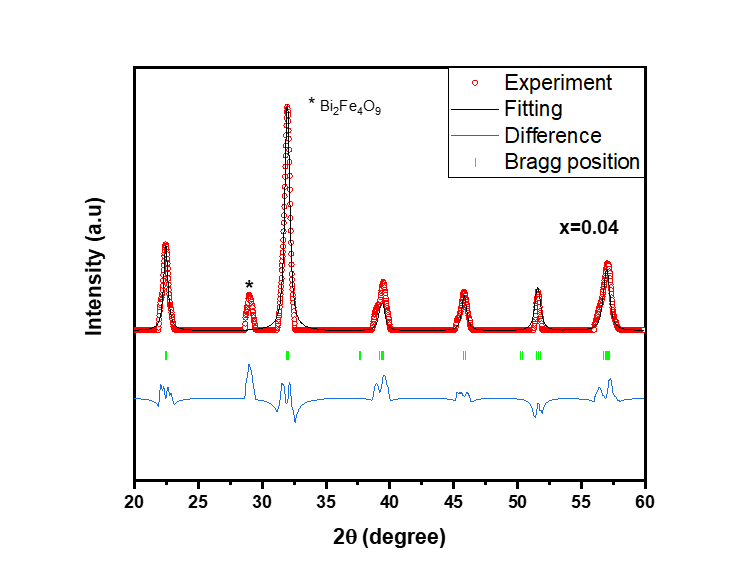 Experiment
Fitting
Difference
Bragg position
* Bi₂Fe₄O₉
x=0.04
*
Intensity (a.u)
20 25 30 35 40 45 50 55 60
2θ (degree)